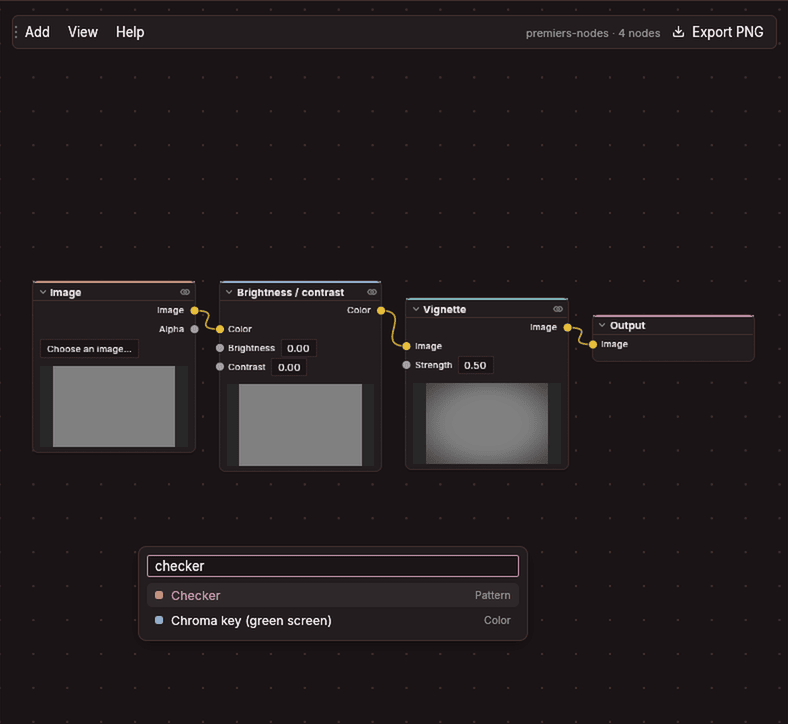 Add View Help premiers-nodes · 4 nodes Export PNG
Image
Image
Alpha
Choose an image...
Brightness / contrast
Color
Color
Brightness 0.00
Contrast 0.00
Vignette
Image
Image
Strength 0.50
Output
Image
checker
Checker Pattern
Chroma key (green screen) Color